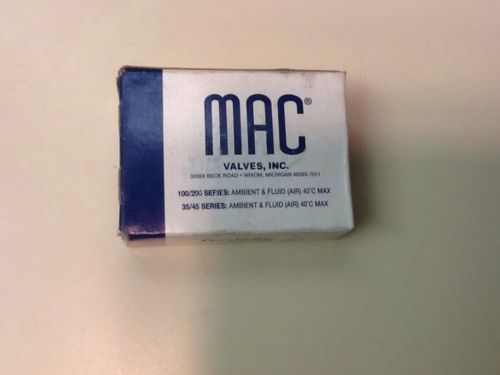 MAC®
VALVES, INC.
30569 BECK ROAD • WIXOM, MICHIGAN 48393-7011
100/200 SERIES: AMBIENT & FLUID (AIR) 40°C MAX
35/45 SERIES: AMBIENT & FLUID (AIR) 40°C MAX